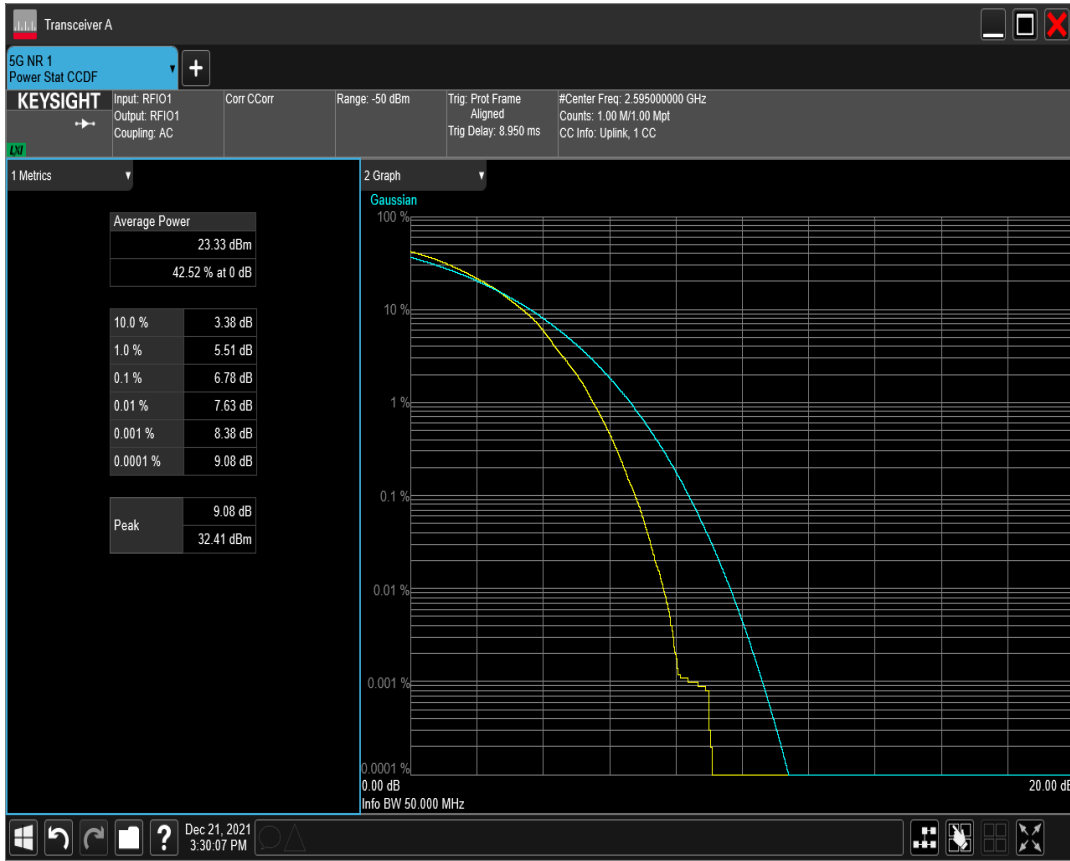 Transceiver A
5G NR 1
Power Stat CCDF
KEYSIGHT
LXI
Input: RFIO1
Output: RFIO1
Coupling: AC
Corr CCorr
Range: -50 dBm
Trig: Prot Frame
Aligned
Trig Delay: 8.950 ms
#Center Freq: 2.595000000 GHz
Counts: 1.00 M/1.00 Mpt
CC Info: Uplink, 1 CC
1 Metrics
Average Power
23.33 dBm
42.52 % at 0 dB
10.0 % 3.38 dB
1.0 % 5.51 dB
0.1 % 6.78 dB
0.01 % 7.63 dB
0.001 % 8.38 dB
0.0001 % 9.08 dB
Peak 9.08 dB
32.41 dBm
2 Graph
Gaussian
100 %
10 %
1 %
0.1 %
0.01 %
0.001 %
0.0001 %
0.00 dB 20.00 dB
Info BW 50.000 MHz
? Dec 21, 2021
3:30:07 PM